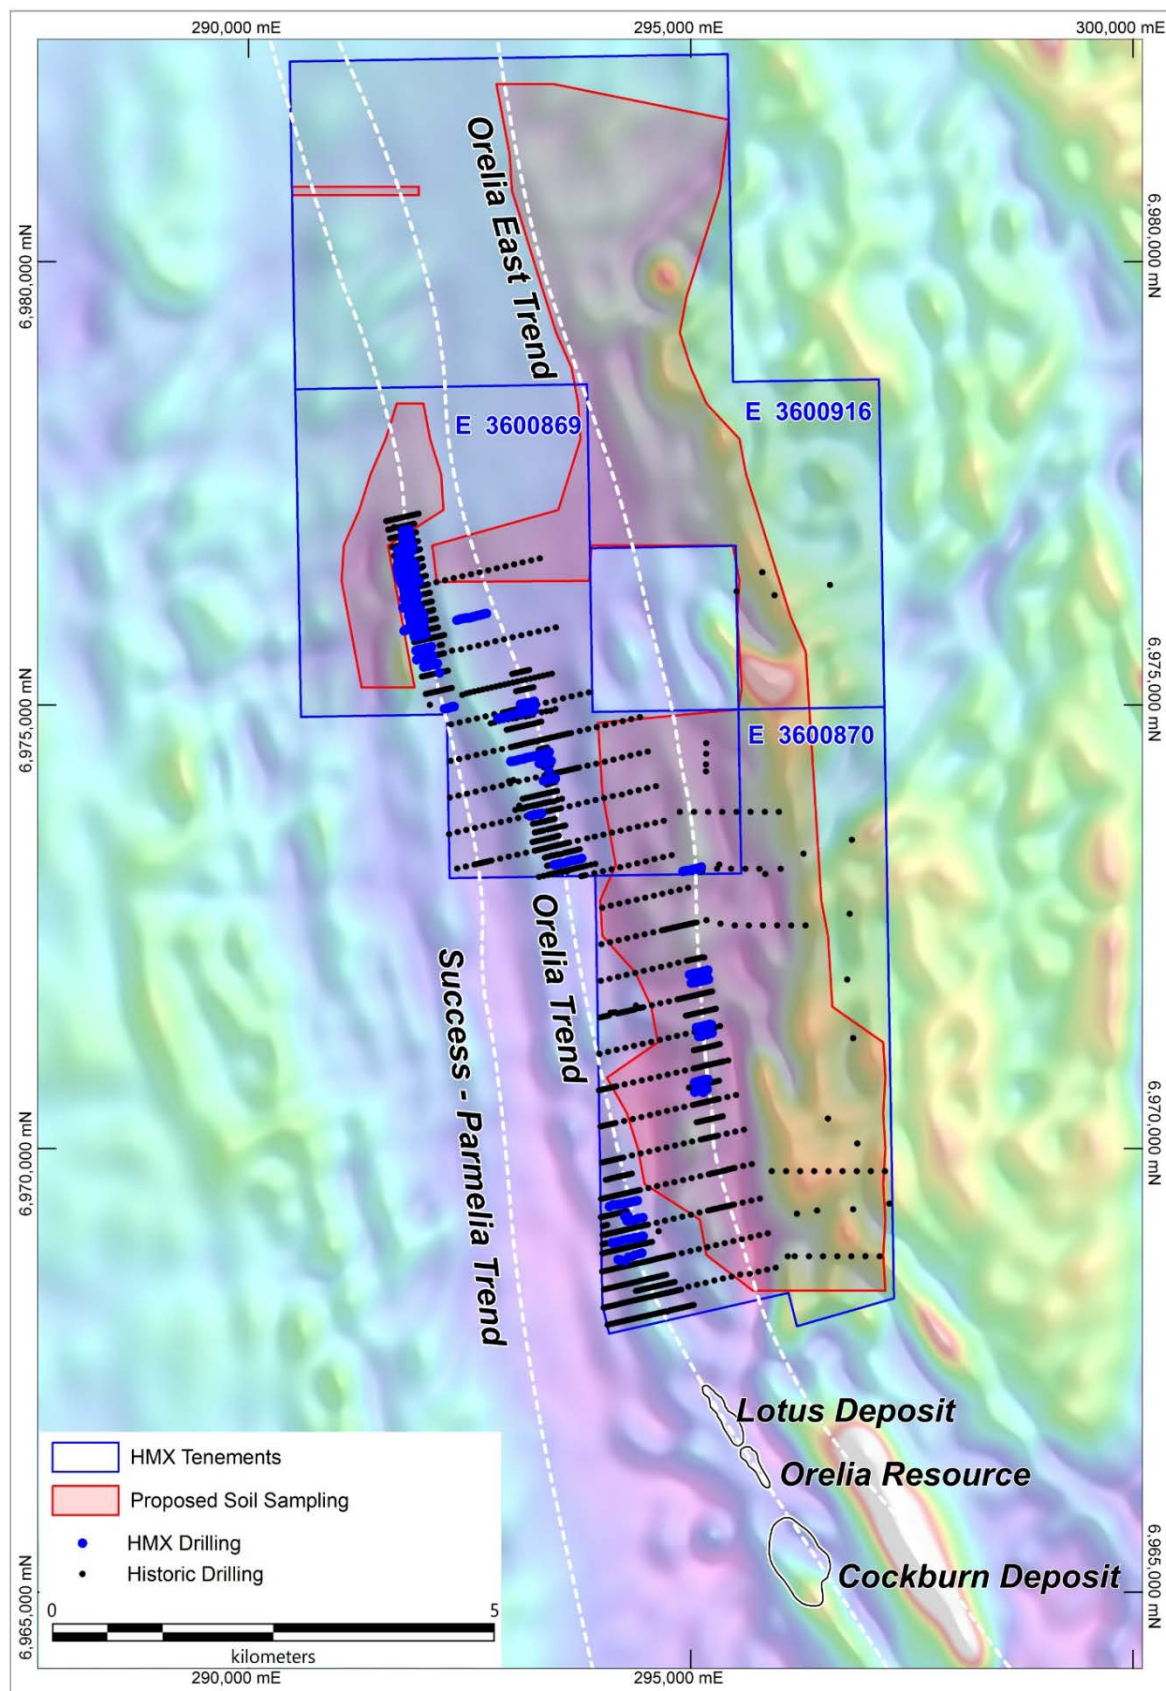 290,000 mE
295,000 mE
300,000 mE
Orelia East Trend
6,980,000 mN
6,980,000 mN
E 3600869
E 3600916
6,975,000 mN
6,975,000 mN
E 3600870
Orelia Trend
Success - Parmelia Trend
6,970,000 mN
6,970,000 mN
Lotus Deposit
Orelia Resource
Cockburn Deposit
HMX Tenements
Proposed Soil Sampling
HMX Drilling
Historic Drilling
0 5
kilometers
6,965,000 mN
6,965,000 mN
290,000 mE
295,000 mE